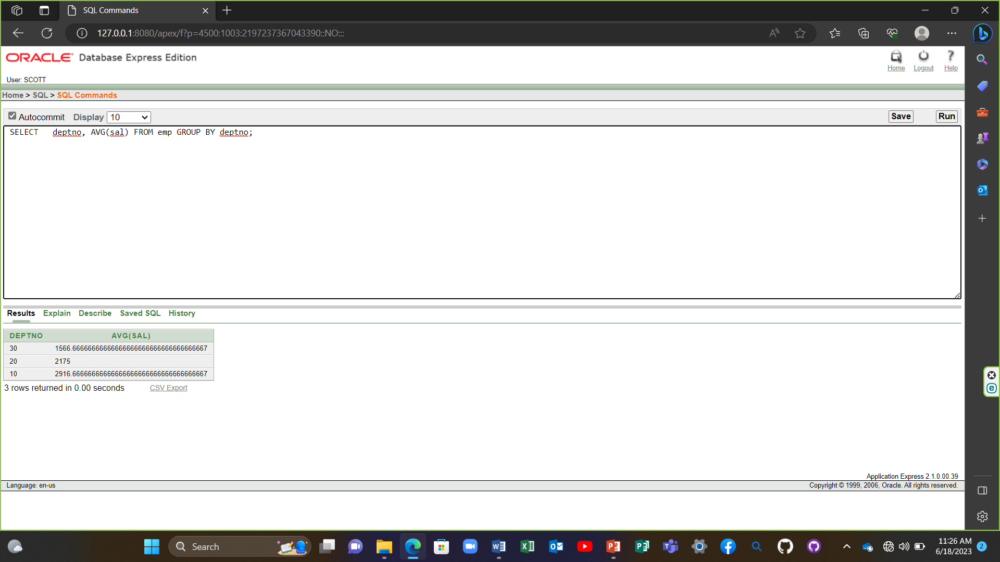 SQL Commands
127.0.0.1:8080/apex/f?p=4500:1003:2197237367043390::NO:::
ORACLE Database Express Edition
Home Logout Help
User: SCOTT
Home > SQL > SQL Commands
Autocommit Display 10 Save Run
SELECT   deptno, AVG(sal) FROM emp GROUP BY deptno;
Results Explain Describe Saved SQL History
DEPTNO AVG(SAL)
30 1566.66666666666666666666666666666666667
20 2175
10 2916.66666666666666666666666666666666667
3 rows returned in 0.00 seconds CSV Export
Application Express 2.1.0.00.39
Language: en-us Copyright © 1999, 2006, Oracle. All rights reserved.
Search
11:26 AM
6/18/2023 2